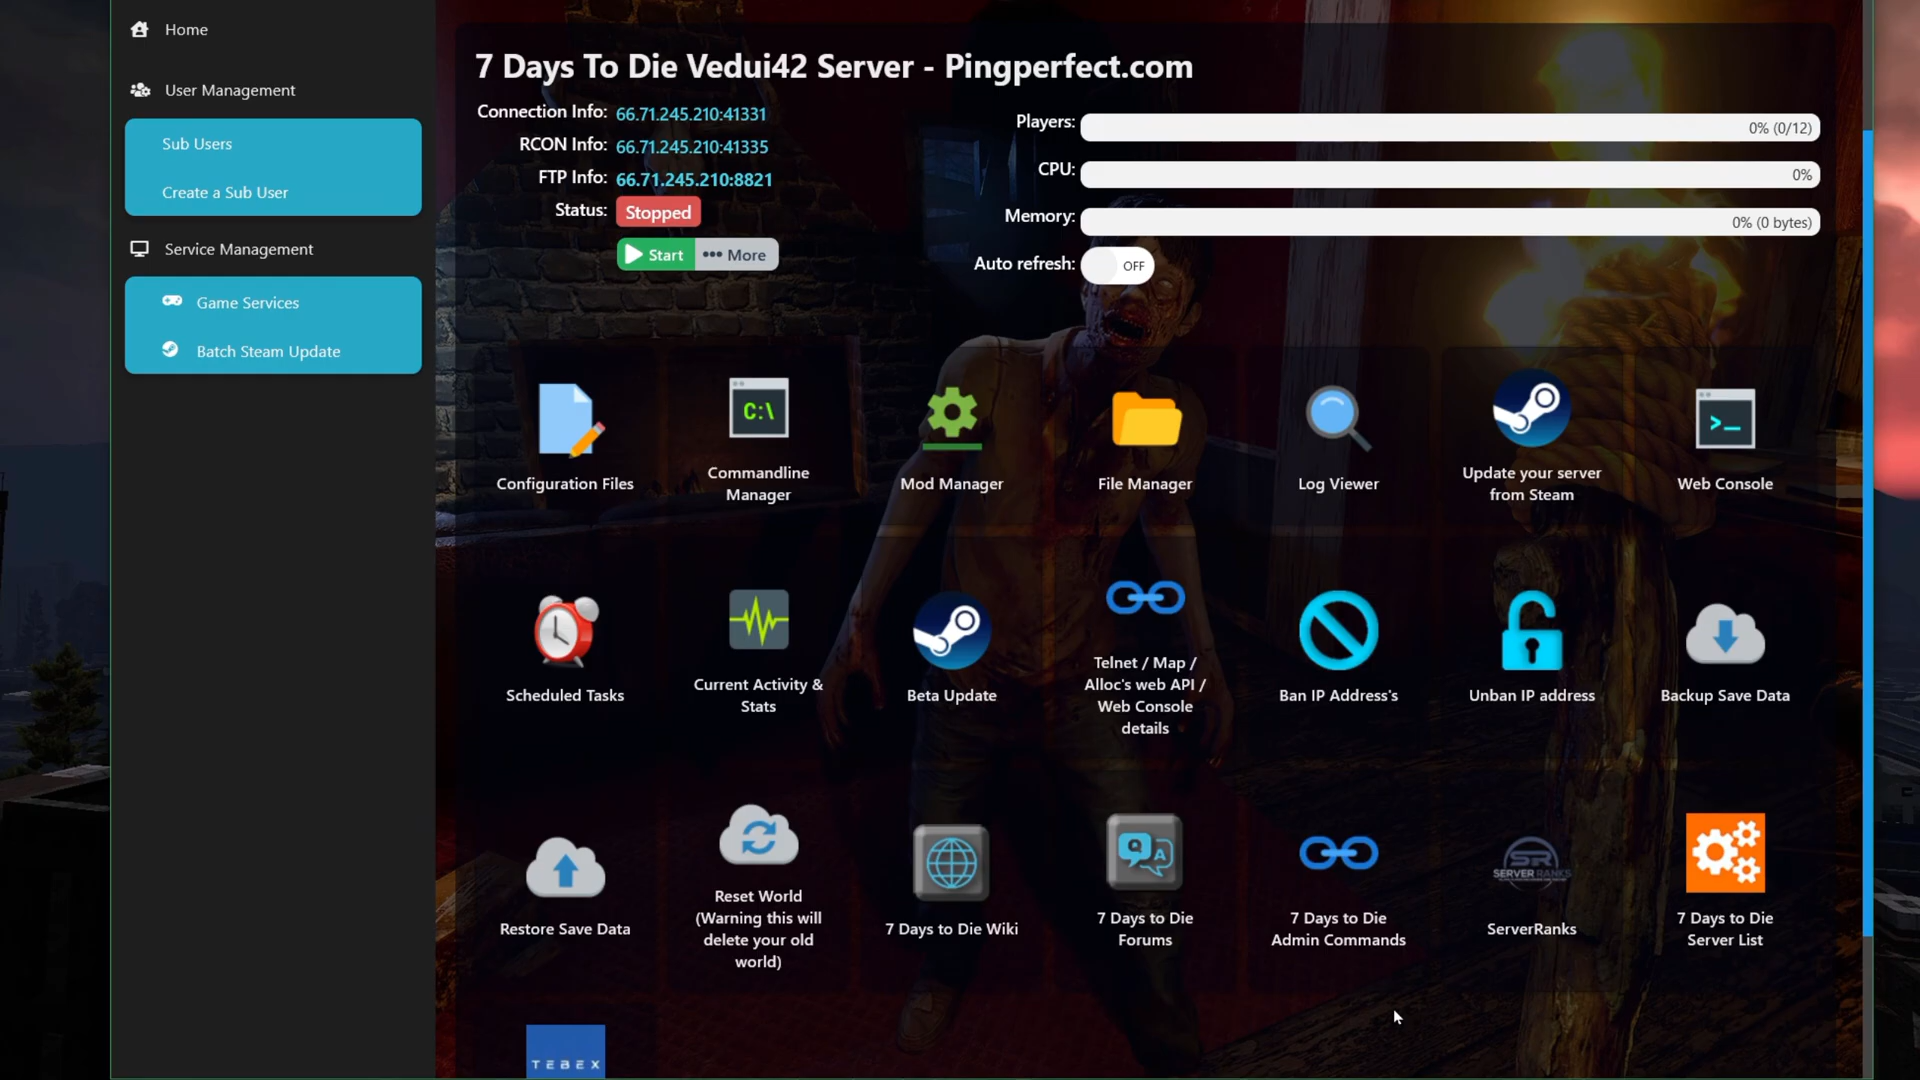 Home
User Management
Sub Users
Create a Sub User
Service Management
Game Services
Batch Steam Update
7 Days To Die Vedui42 Server - Pingperfect.com
Connection Info: 66.71.245.210:41331
RCON Info: 66.71.245.210:41335
FTP Info: 66.71.245.210:8821
Status: Stopped
Start ••• More
Players: 0% (0/12)
CPU: 0%
Memory: 0% (0 bytes)
Auto refresh: OFF
C:\
>_
Configuration Files
Commandline
Manager
Mod Manager
File Manager
Log Viewer
Update your server
from Steam
Web Console
Scheduled Tasks
Current Activity &
Stats
Beta Update
Telnet / Map /
Alloc's web API /
Web Console
details
Ban IP Address's
Unban IP address
Backup Save Data
Restore Save Data
Reset World
(Warning this will
delete your old
world)
7 Days to Die Wiki
Q A
7 Days to Die
Forums
7 Days to Die
Admin Commands
SR
SERVER RANKS
ServerRanks
7 Days to Die
Server List
TEBEX